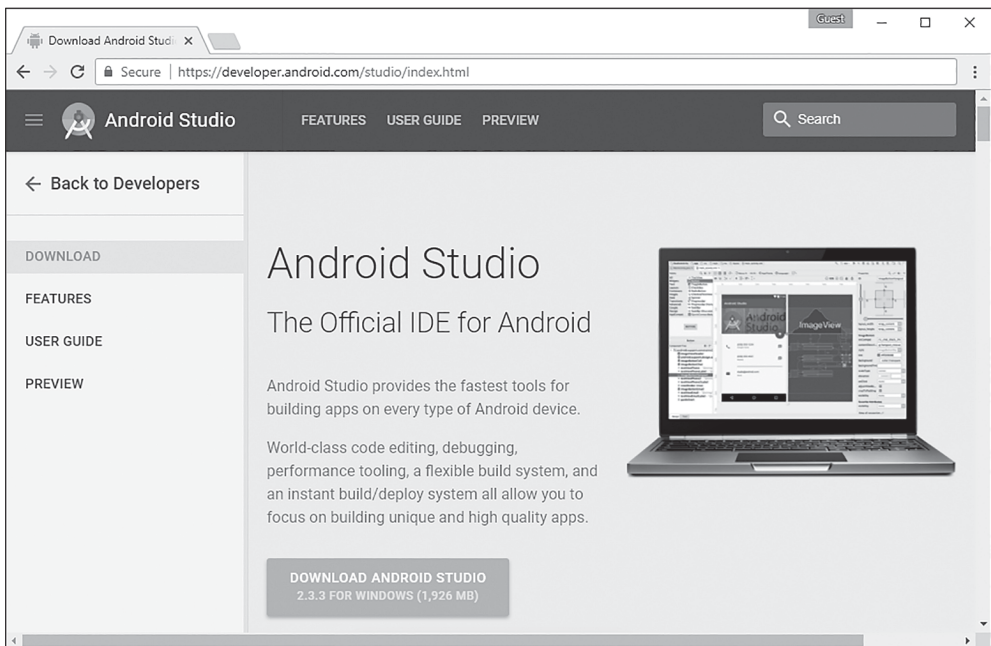 Guest
Download Android Studi
Secure https://developer.android.com/studio/index.html
Android Studio FEATURES USER GUIDE PREVIEW Search
Back to Developers
DOWNLOAD
FEATURES
USER GUIDE
PREVIEW
Android Studio
The Official IDE for Android
Android Studio provides the fastest tools for
building apps on every type of Android device.
World-class code editing, debugging,
performance tooling, a flexible build system, and
an instant build/deploy system all allow you to
focus on building unique and high quality apps.
DOWNLOAD ANDROID STUDIO
2.3.3 FOR WINDOWS (1,926 MB)
Android Studio
ImageView